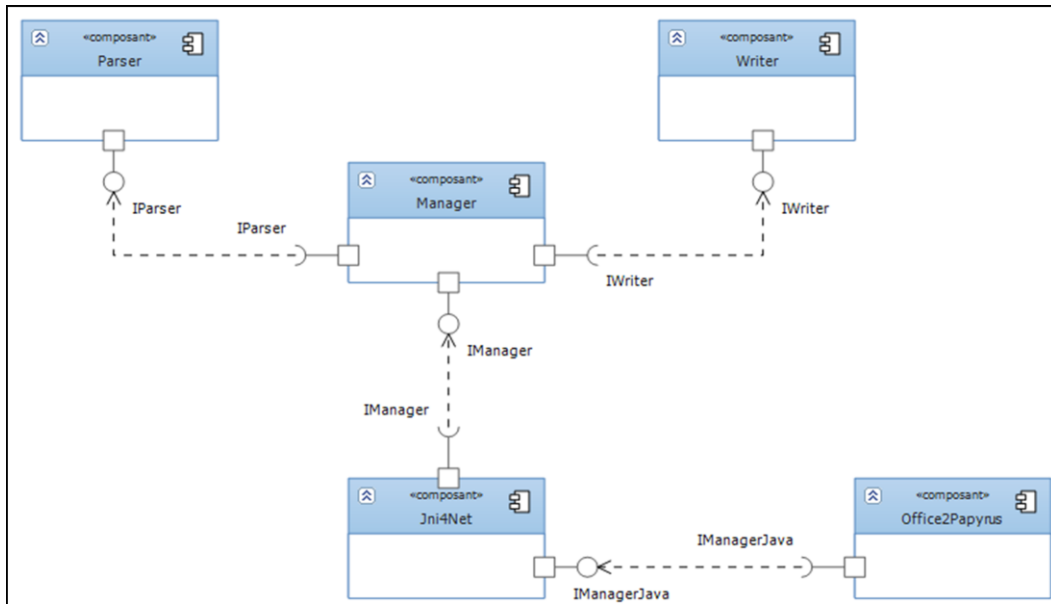 «composant»
Parser
«composant»
Writer
«composant»
Manager
IParser
IParser
IWriter
IWriter
IManager
IManager
«composant»
Jni4Net
«composant»
Office2Papyrus
IManagerJava
IManagerJava